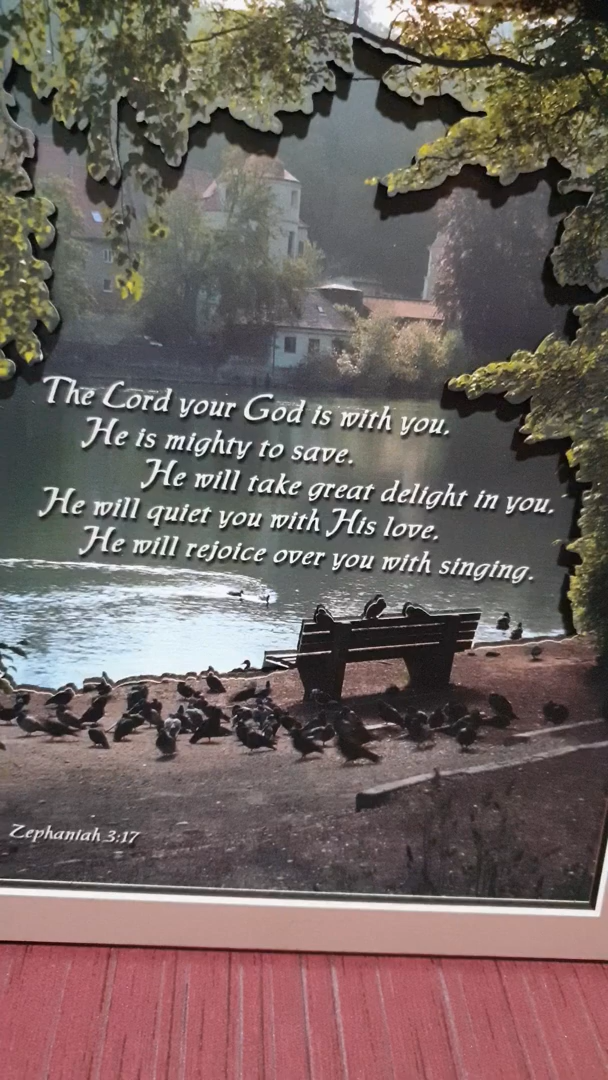 The Lord your God is with you.
He is mighty to save.
He will take great delight in you.
He will quiet you with His love.
He will rejoice over you with singing.
Zephaniah 3:17